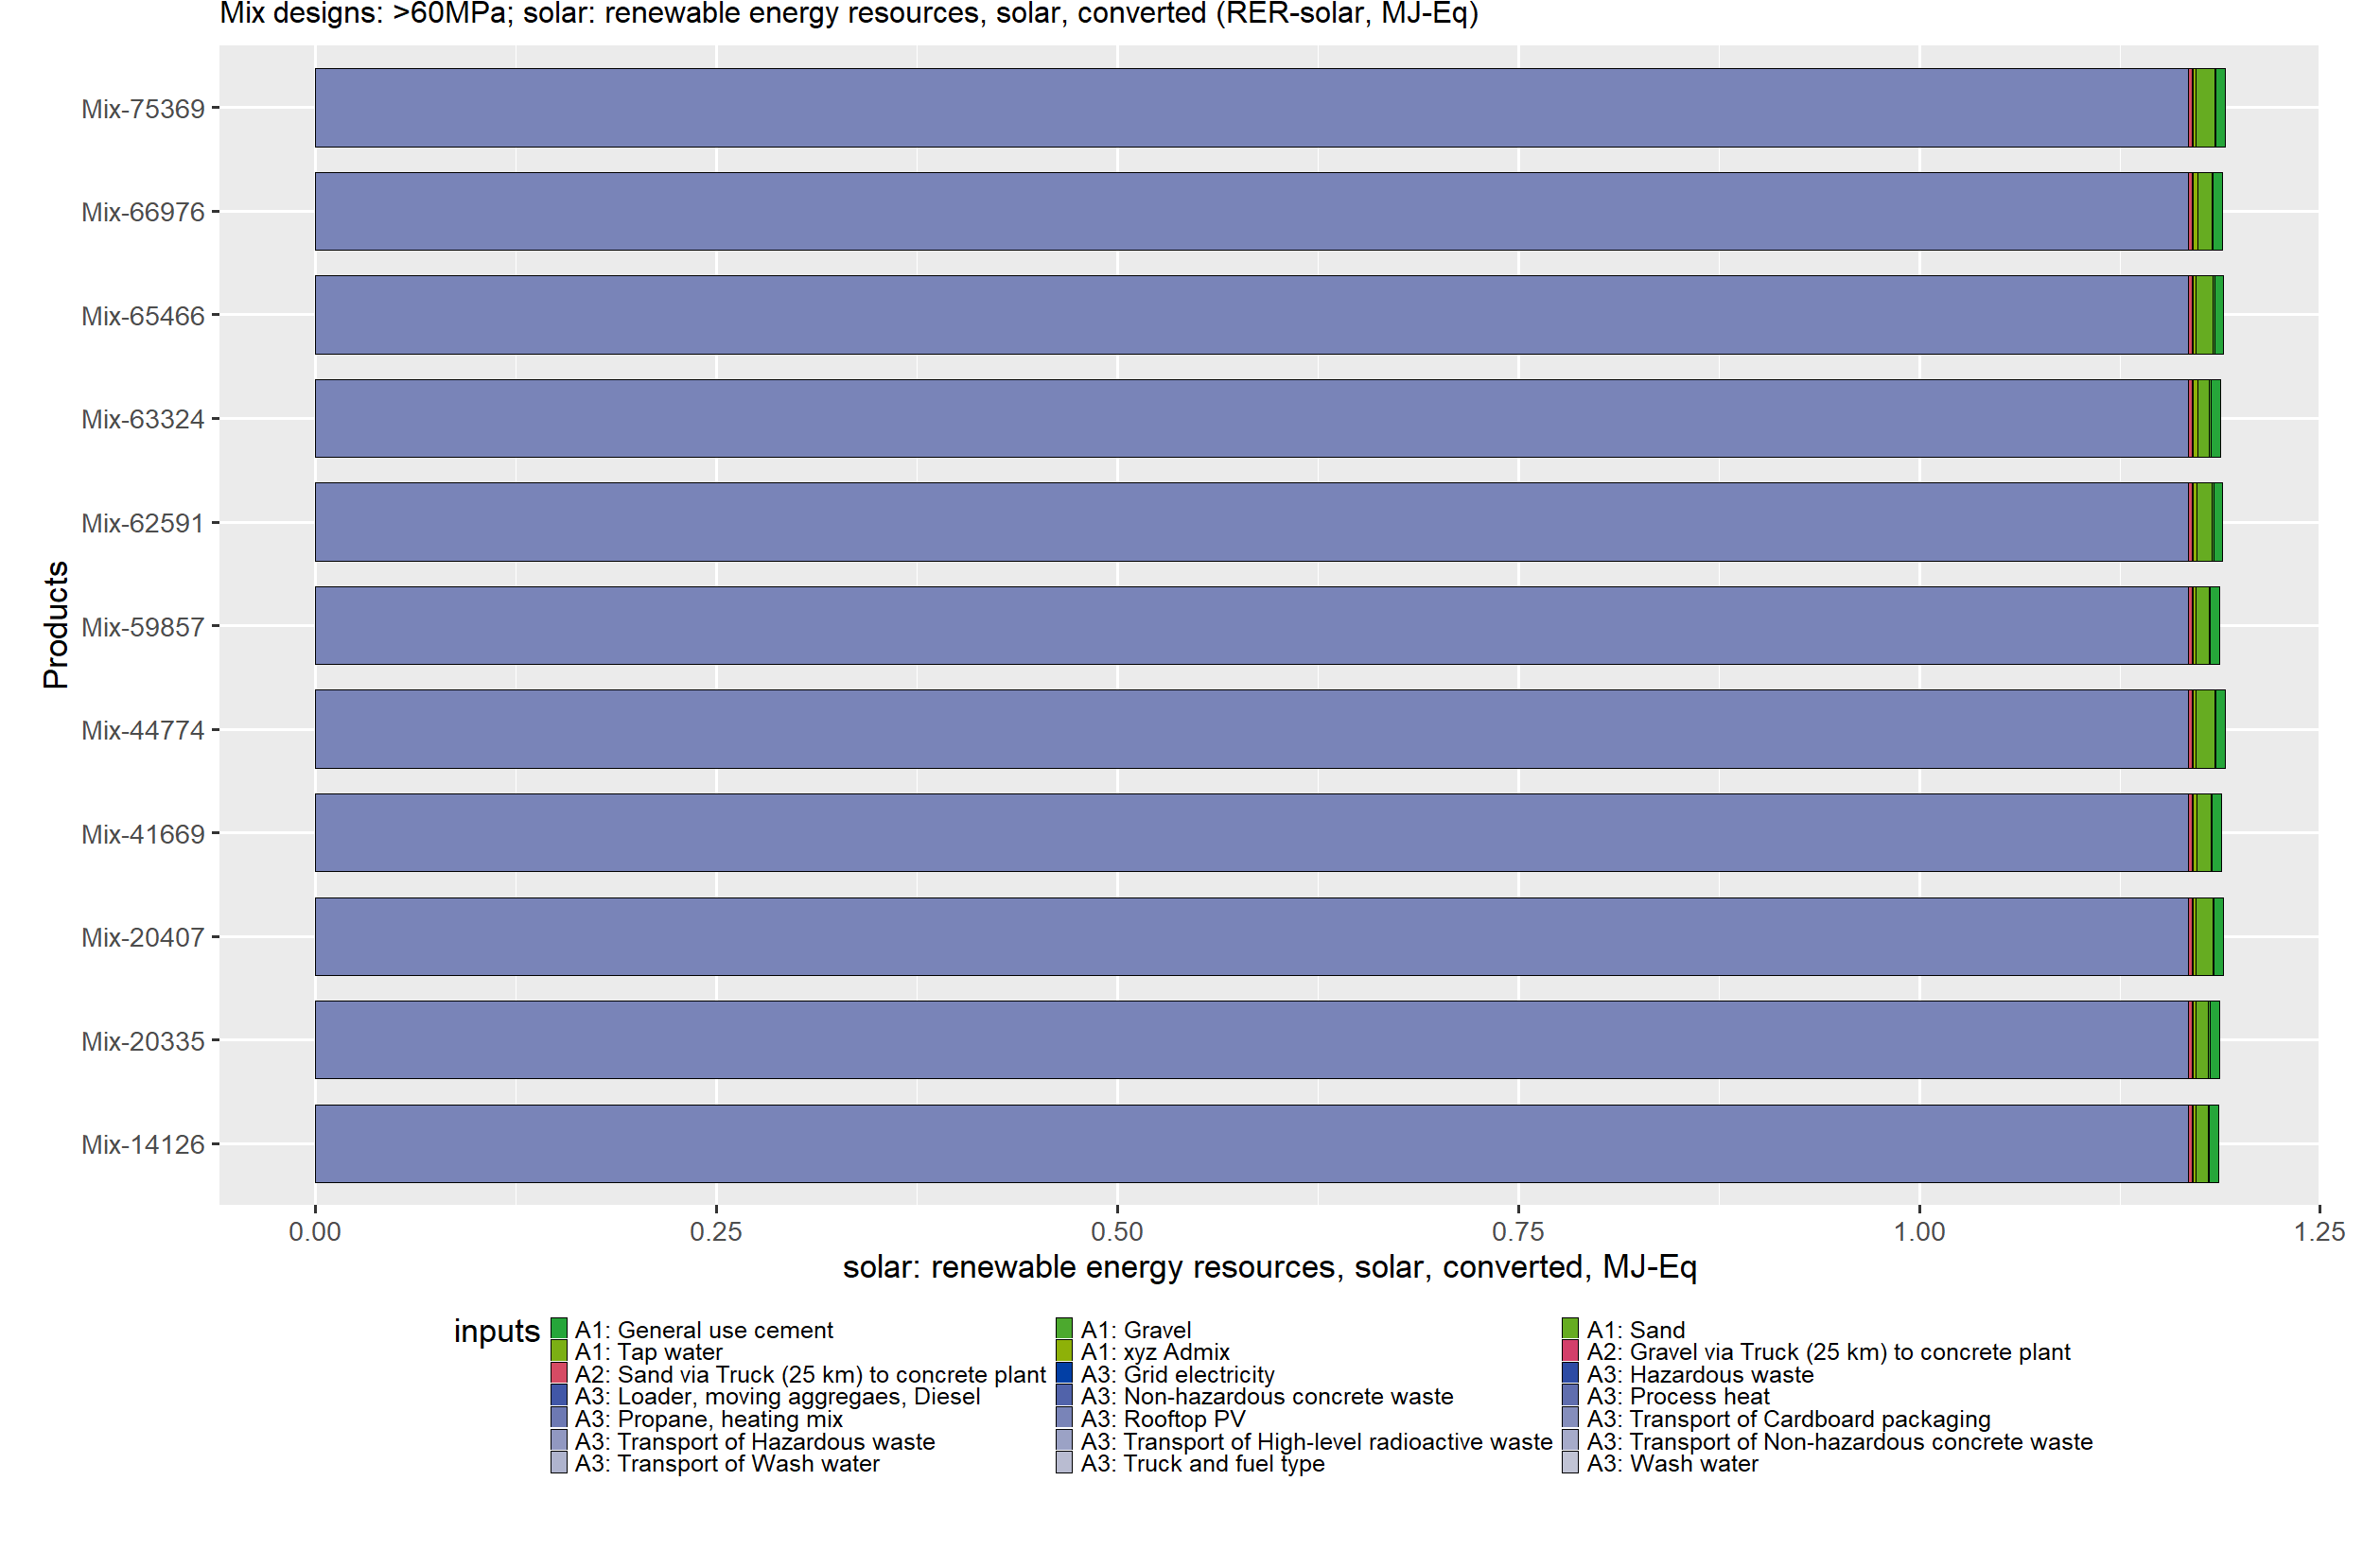 Mix designs: >60MPa; solar: renewable energy resources, solar, converted (RER-solar, MJ-Eq)
Products
Mix-75369
Mix-66976
Mix-65466
Mix-63324
Mix-62591
Mix-59857
Mix-44774
Mix-41669
Mix-20407
Mix-20335
Mix-14126
0.00 0.25 0.50 0.75 1.00 1.25
solar: renewable energy resources, solar, converted, MJ-Eq
inputs
A1: General use cement A1: Gravel A1: Sand
A1: Tap water A1: xyz Admix A2: Gravel via Truck (25 km) to concrete plant
A2: Sand via Truck (25 km) to concrete plant A3: Grid electricity A3: Hazardous waste
A3: Loader, moving aggregaes, Diesel A3: Non-hazardous concrete waste A3: Process heat
A3: Propane, heating mix A3: Rooftop PV A3: Transport of Cardboard packaging
A3: Transport of Hazardous waste A3: Transport of High-level radioactive waste A3: Transport of Non-hazardous concrete waste
A3: Transport of Wash water A3: Truck and fuel type A3: Wash water